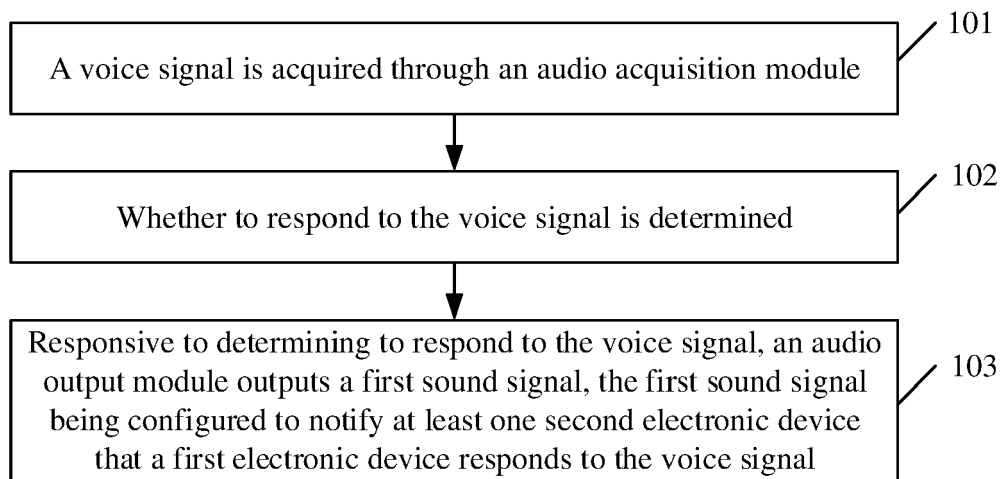 101
A voice signal is acquired through an audio acquisition module
102
Whether to respond to the voice signal is determined
Responsive to determining to respond to the voice signal, an audio
output module outputs a first sound signal, the first sound signal
103
being configured to notify at least one second electronic device
that a first electronic device responds to the voice signal